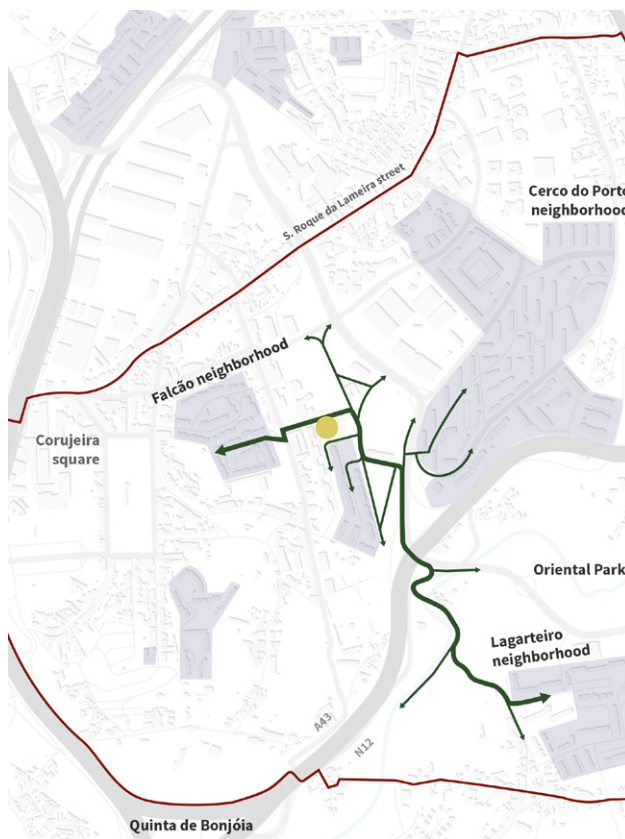 S. Roque da Lameira street
Cerco do Porto
neighborhood
Falcão neighborhood
Corujeira
square
Oriental Park
Lagarteiro
neighborhood
A43
N12
Quinta de Bonjóia